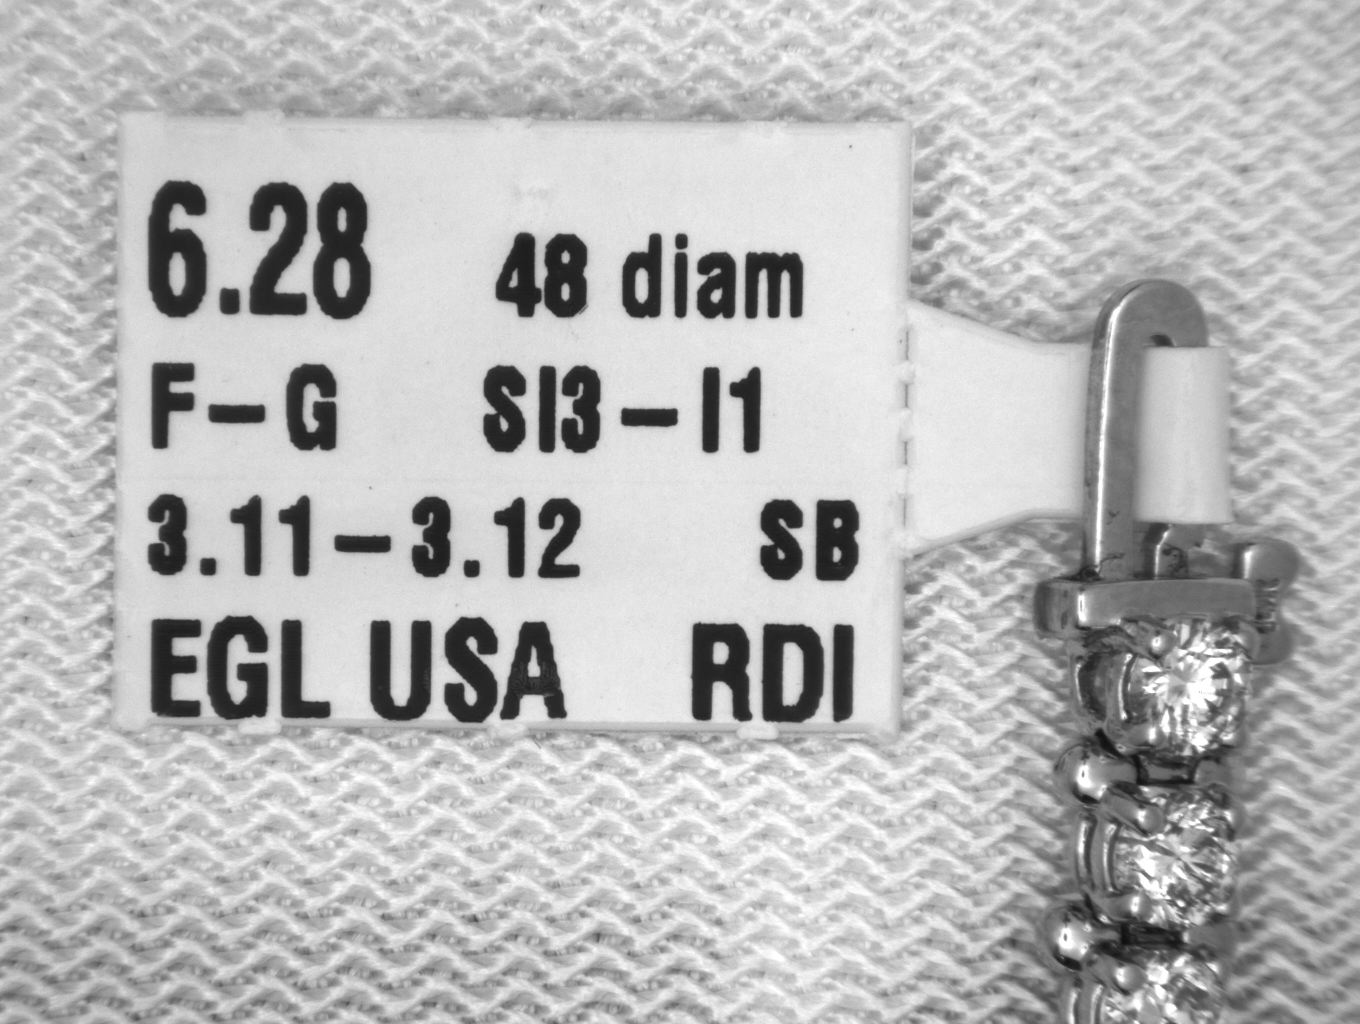 6.28 48 diam
F-G SI3-I1
3.11-3.12 SB
EGL USA RDI